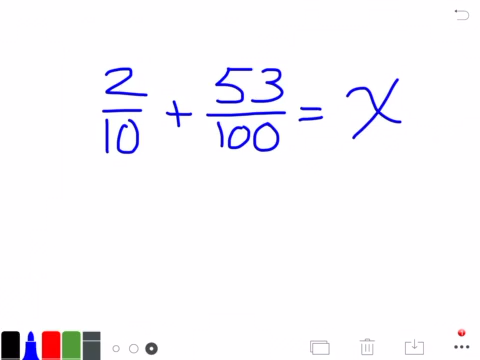 2/10 + 53/100 = x